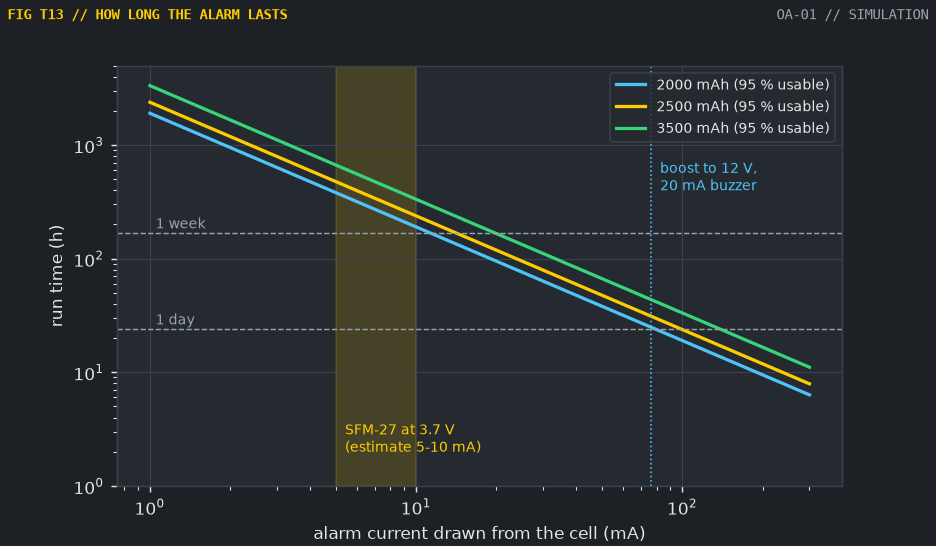 FIG T13 // HOW LONG THE ALARM LASTS
OA-01 // SIMULATION
2000 mAh (95 % usable)
2500 mAh (95 % usable)
3500 mAh (95 % usable)
boost to 12 V,
20 mA buzzer
1 week
1 day
SFM-27 at 3.7 V
(estimate 5-10 mA)
run time (h)
10³
10²
10¹
10⁰
10⁰
10¹
10²
alarm current drawn from the cell (mA)